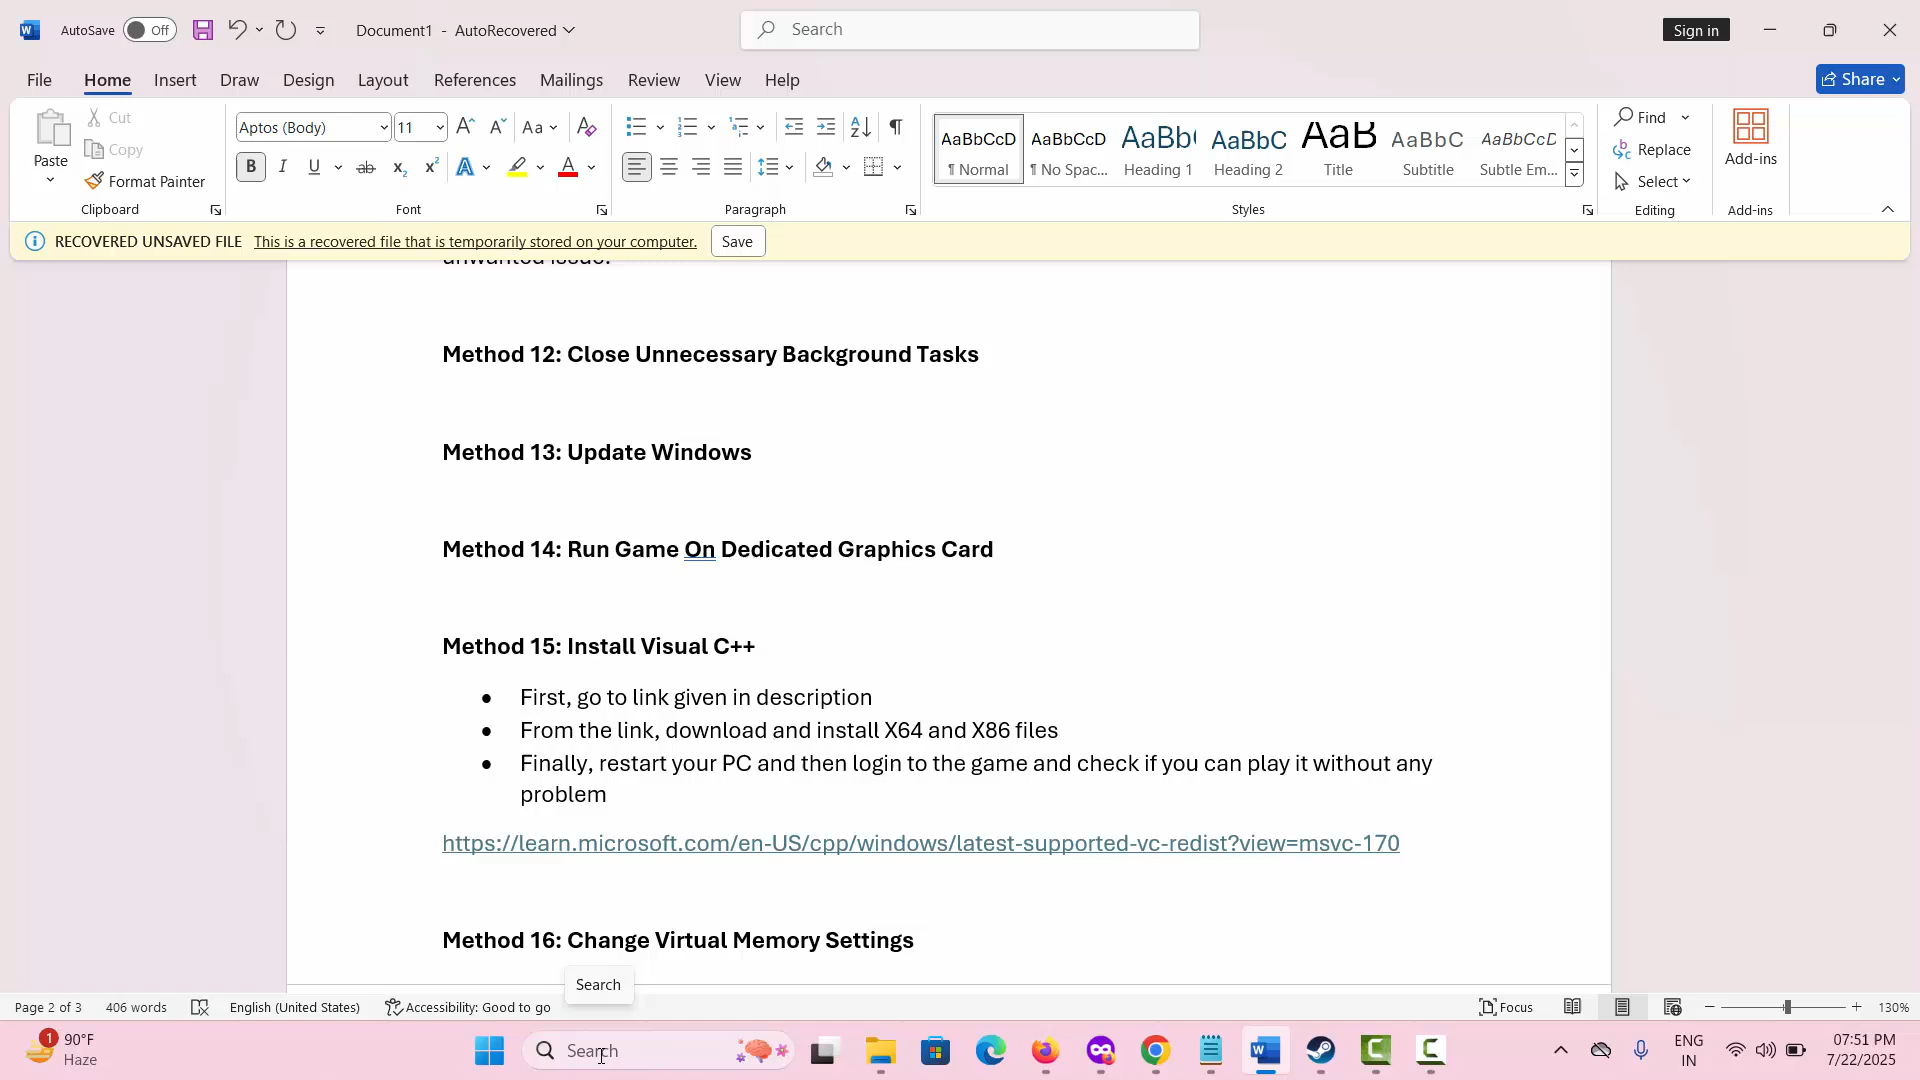 AutoSave Off Document1 - AutoRecovered Search Sign in
File Home Insert Draw Design Layout References Mailings Review View Help Share
Paste Cut Copy Format Painter Clipboard
Aptos (Body) 11 Aa
B I U ab x₂ x² A A
Font
Paragraph
AaBbCcD AaBbCcD AaBb( AaBbC AaB AaBbC AaBbCcD
¶ Normal ¶ No Spac... Heading 1 Heading 2 Title Subtitle Subtle Em...
Styles
Find
Replace
Select
Editing
Add-ins
Add-ins
RECOVERED UNSAVED FILE This is a recovered file that is temporarily stored on your computer. Save
unwanted issue.
Method 12: Close Unnecessary Background Tasks
Method 13: Update Windows
Method 14: Run Game On Dedicated Graphics Card
Method 15: Install Visual C++
● First, go to link given in description
● From the link, download and install X64 and X86 files
● Finally, restart your PC and then login to the game and check if you can play it without any
problem
https://learn.microsoft.com/en-US/cpp/windows/latest-supported-vc-redist?view=msvc-170
Method 16: Change Virtual Memory Settings
Search
Page 2 of 3 406 words English (United States) Accessibility: Good to go Focus 130%
1 90°F
Haze
Search
ENG
IN
07:51 PM
7/22/2025